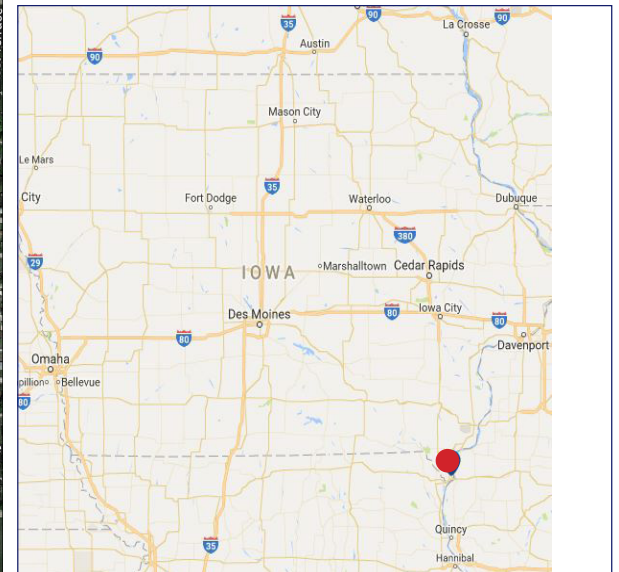 35
90
90
La Crosse
Austin
90
Mason City
Le Mars
35
City
Fort Dodge
Waterloo
Dubuque
380
29
IOWA
Marshalltown
Cedar Rapids
Iowa City
80
80
Des Moines
80
Davenport
Omaha
pillion
Bellevue
80
35
Quincy
Hannibal